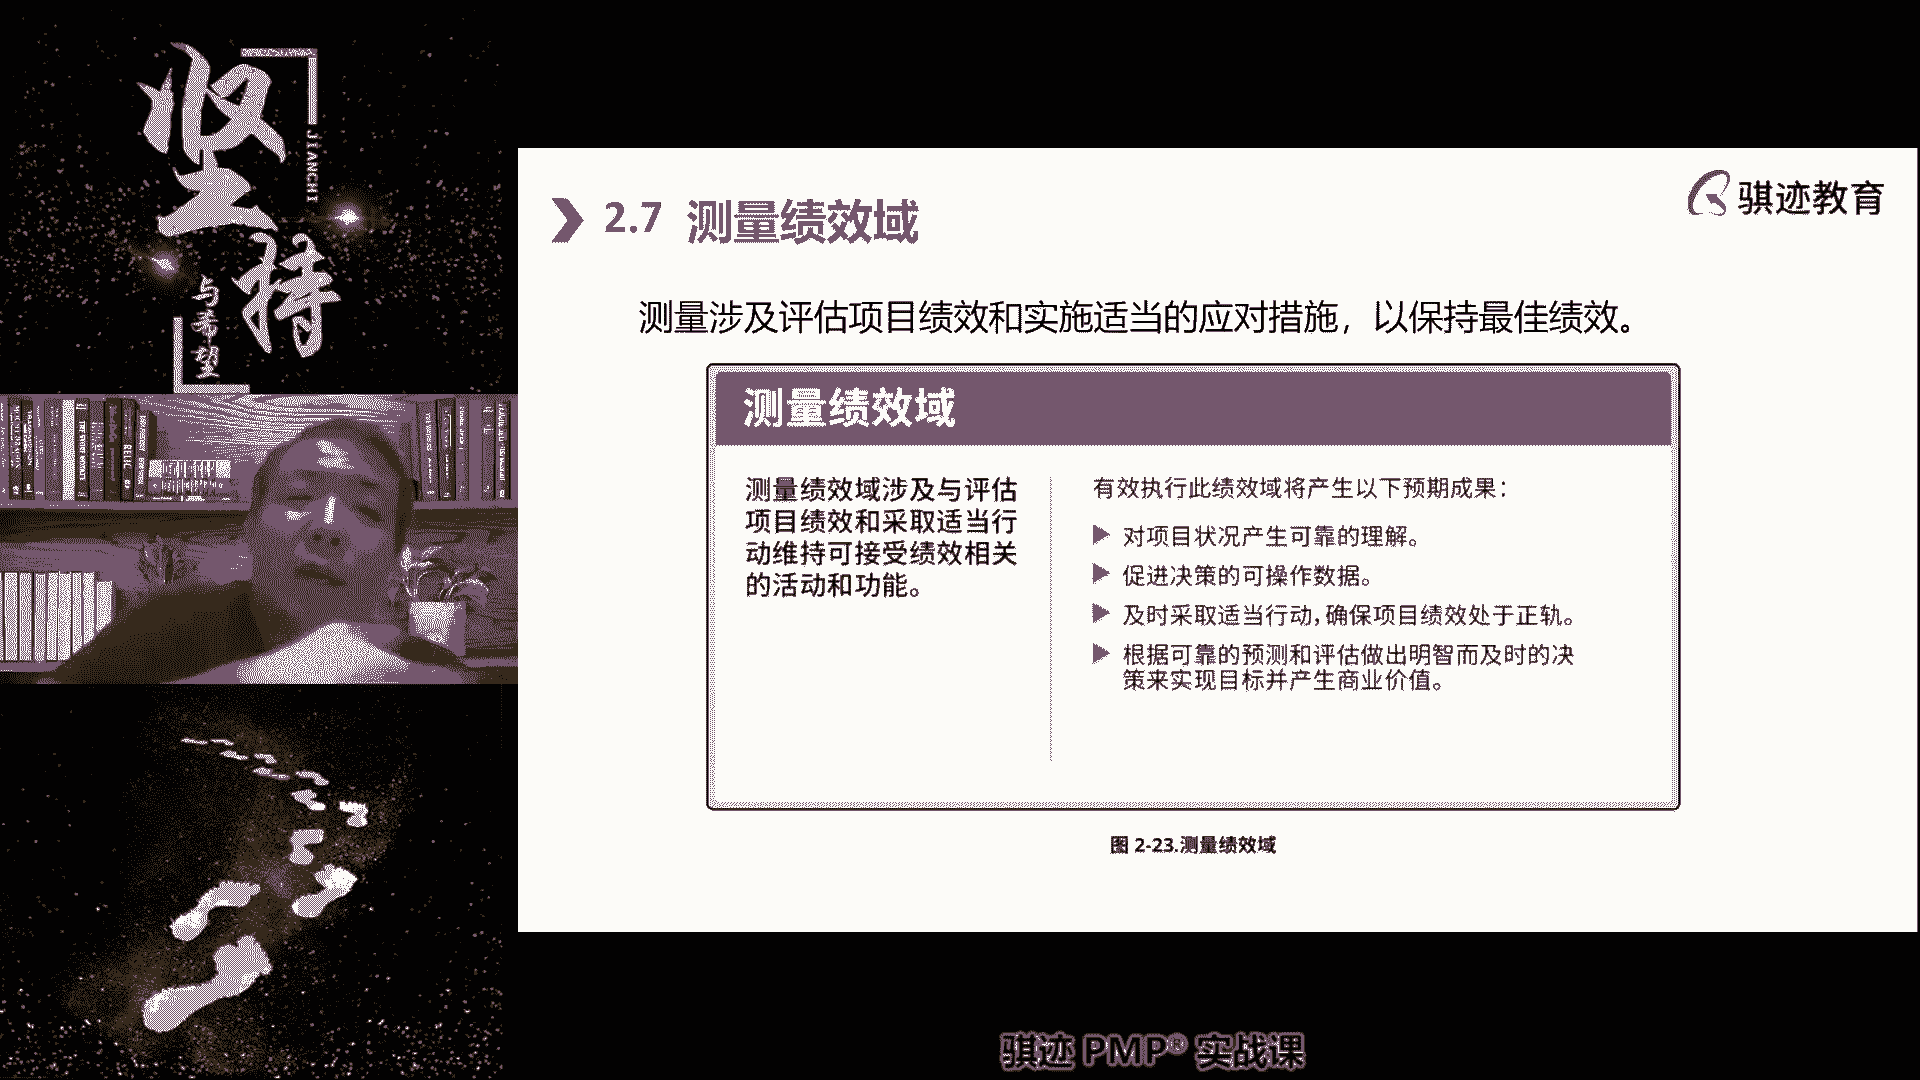 坚持
JIANCHI
与希望
2.7 测量绩效域
骐迹教育
测量涉及评估项目绩效和实施适当的应对措施，以保持最佳绩效。
测量绩效域
测量绩效域涉及与评估
项目绩效和采取适当行
动维持可接受绩效相关
的活动和功能。
有效执行此绩效域将产生以下预期成果：
对项目状况产生可靠的理解。
促进决策的可操作数据。
及时采取适当行动,确保项目绩效处于正轨。
根据可靠的预测和评估做出明智而及时的决
策来实现目标并产生商业价值。
图 2-23.测量绩效域
骐迹 PMP® 实战课